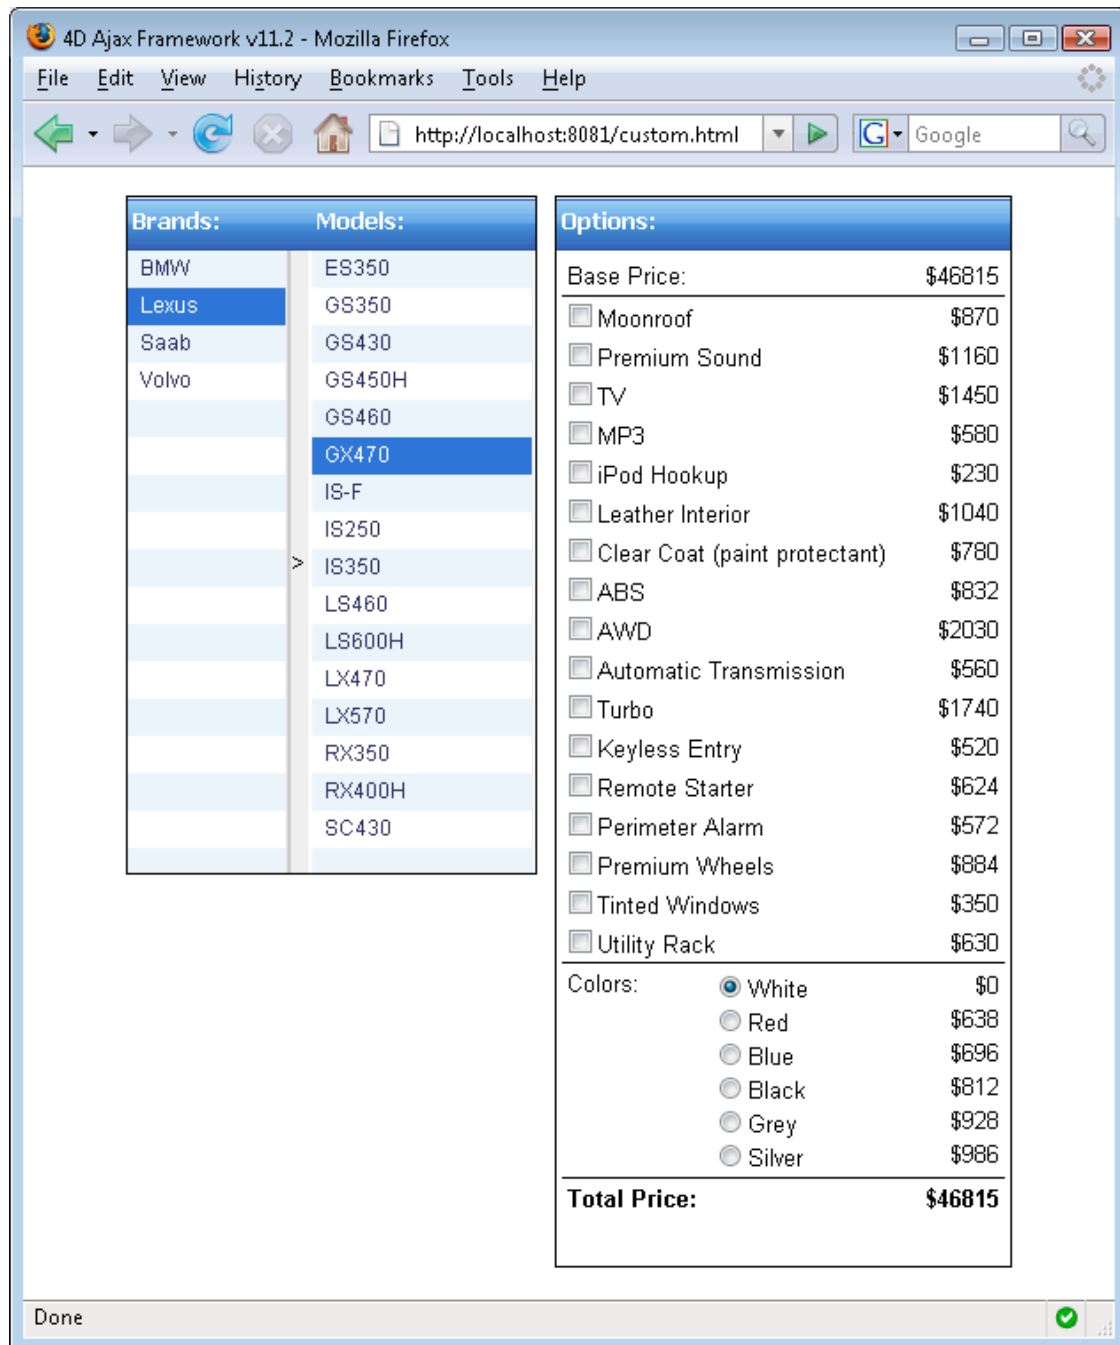 4D Ajax Framework v11.2 - Mozilla Firefox
File Edit View History Bookmarks Tools Help
http://localhost:8081/custom.html G Google
Brands: Models:
BMW ES350
Lexus GS350
Saab GS430
Volvo GS450H
GS460
GX470
IS-F
IS250
> IS350
LS460
LS600H
LX470
LX570
RX350
RX400H
SC430
Options:
Base Price: $46815
Moonroof $870
Premium Sound $1160
TV $1450
MP3 $580
iPod Hookup $230
Leather Interior $1040
Clear Coat (paint protectant) $780
ABS $832
AWD $2030
Automatic Transmission $560
Turbo $1740
Keyless Entry $520
Remote Starter $624
Perimeter Alarm $572
Premium Wheels $884
Tinted Windows $350
Utility Rack $630
Colors: White $0
Red $638
Blue $696
Black $812
Grey $928
Silver $986
Total Price: $46815
Done